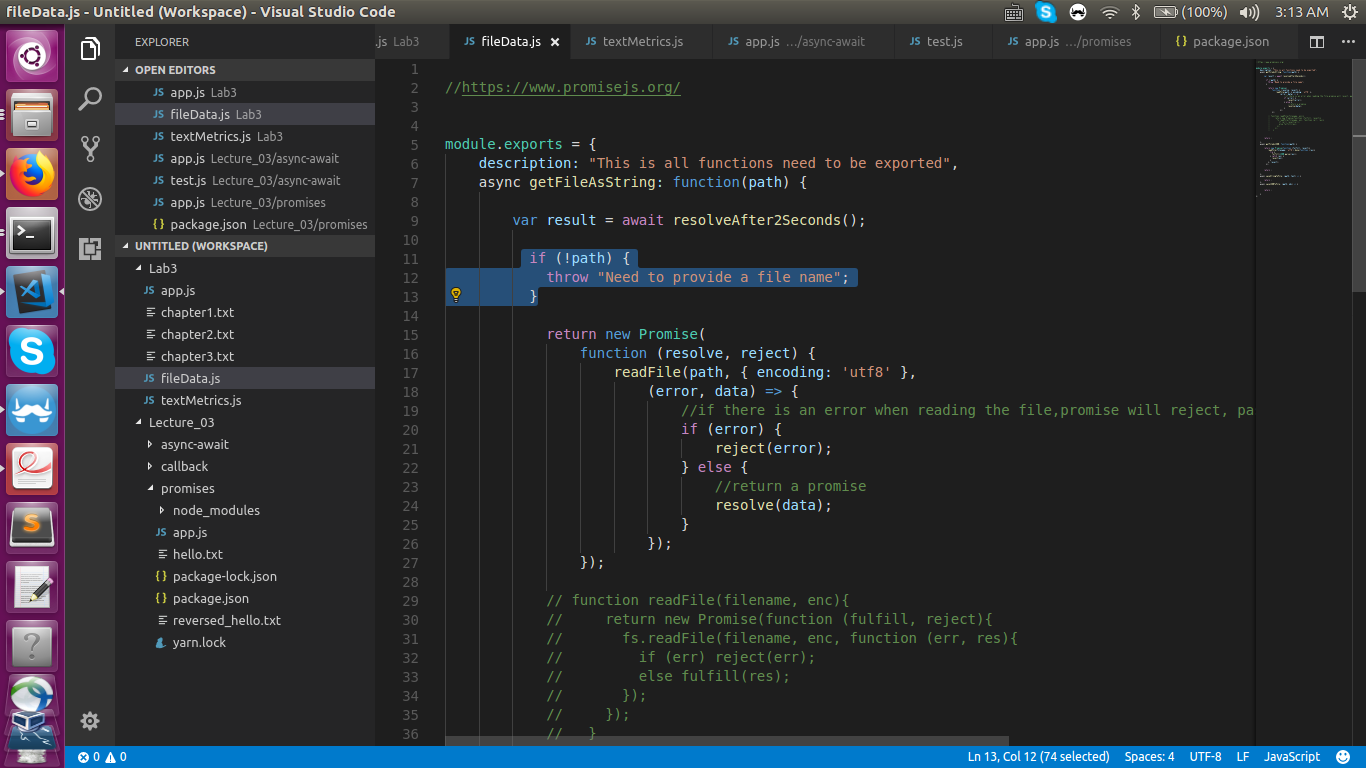 fileData.js - Untitled (Workspace) - Visual Studio Code
(100%) 3:13 AM
EXPLORER
.js Lab3 fileData.js textMetrics.js app.js .../async-await test.js app.js .../promises package.json
OPEN EDITORS
JS app.js Lab3
JS fileData.js Lab3
JS textMetrics.js Lab3
JS app.js Lecture_03/async-await
JS test.js Lecture_03/async-await
JS app.js Lecture_03/promises
{} package.json Lecture_03/promises
UNTITLED (WORKSPACE)
Lab3
JS app.js
chapter1.txt
chapter2.txt
chapter3.txt
JS fileData.js
JS textMetrics.js
Lecture_03
async-await
callback
promises
node_modules
JS app.js
hello.txt
{} package-lock.json
{} package.json
reversed_hello.txt
yarn.lock
1
2 //https://www.promisejs.org/
3
4
5 module.exports = {
6 description: "This is all functions need to be exported",
7 async getFileAsString: function(path) {
8
9 var result = await resolveAfter2Seconds();
10
11 if (!path) {
12 throw "Need to provide a file name";
13 }
14
15 return new Promise(
16 function (resolve, reject) {
17 readFile(path, { encoding: 'utf8' },
18 (error, data) => {
19 //if there is an error when reading the file,promise will reject, pa
20 if (error) {
21 reject(error);
22 } else {
23 //return a promise
24 resolve(data);
25 }
26 });
27 });
28
29 // function readFile(filename, enc){
30 // return new Promise(function (fulfill, reject){
31 // fs.readFile(filename, enc, function (err, res){
32 // if (err) reject(err);
33 // else fulfill(res);
34 // });
35 // });
36 // }
0 0 Ln 13, Col 12 (74 selected) Spaces: 4 UTF-8 LF JavaScript